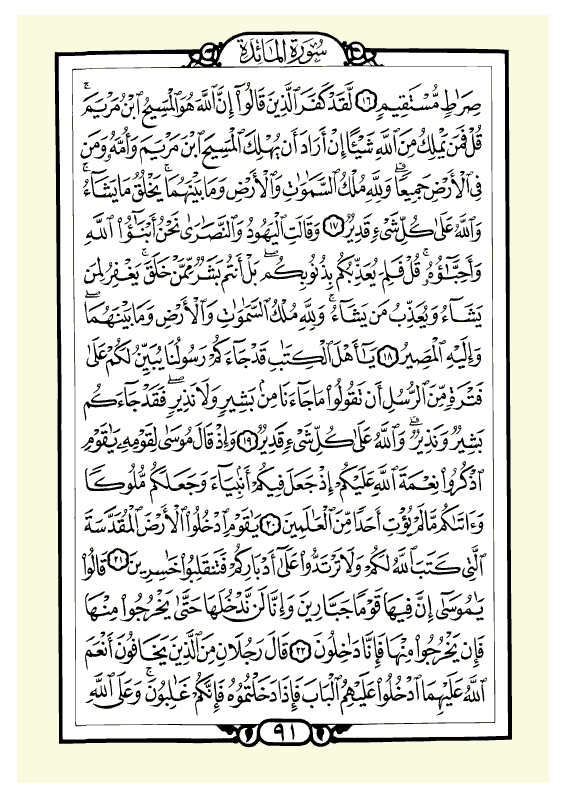 سورة المائدة
صِرَٰطٍ مُّسْتَقِيمٍ ۝١٦ لَّقَدْ كَفَرَ ٱلَّذِينَ قَالُوٓا۟ إِنَّ ٱللَّهَ هُوَ ٱلْمَسِيحُ ٱبْنُ مَرْيَمَ ۚ
قُلْ فَمَن يَمْلِكُ مِنَ ٱللَّهِ شَيْـًٔا إِنْ أَرَادَ أَن يُهْلِكَ ٱلْمَسِيحَ ٱبْنَ مَرْيَمَ وَأُمَّهُۥ وَمَن
فِى ٱلْأَرْضِ جَمِيعًا ۗ وَلِلَّهِ مُلْكُ ٱلسَّمَٰوَٰتِ وَٱلْأَرْضِ وَمَا بَيْنَهُمَا ۚ يَخْلُقُ مَا يَشَآءُ ۚ
وَٱللَّهُ عَلَىٰ كُلِّ شَىْءٍ قَدِيرٌ ۝١٧ وَقَالَتِ ٱلْيَهُودُ وَٱلنَّصَٰرَىٰ نَحْنُ أَبْنَٰٓؤُا۟ ٱللَّهِ
وَأَحِبَّٰٓؤُهُۥ ۚ قُلْ فَلِمَ يُعَذِّبُكُم بِذُنُوبِكُم ۖ بَلْ أَنتُم بَشَرٌ مِّمَّنْ خَلَقَ ۚ يَغْفِرُ لِمَن
يَشَآءُ وَيُعَذِّبُ مَن يَشَآءُ ۚ وَلِلَّهِ مُلْكُ ٱلسَّمَٰوَٰتِ وَٱلْأَرْضِ وَمَا بَيْنَهُمَا ۖ
وَإِلَيْهِ ٱلْمَصِيرُ ۝١٨ يَٰٓأَهْلَ ٱلْكِتَٰبِ قَدْ جَآءَكُمْ رَسُولُنَا يُبَيِّنُ لَكُمْ عَلَىٰ
فَتْرَةٍ مِّنَ ٱلرُّسُلِ أَن تَقُولُوا۟ مَا جَآءَنَا مِنۢ بَشِيرٍ وَلَا نَذِيرٍ ۖ فَقَدْ جَآءَكُم
بَشِيرٌ وَنَذِيرٌ ۗ وَٱللَّهُ عَلَىٰ كُلِّ شَىْءٍ قَدِيرٌ ۝١٩ وَإِذْ قَالَ مُوسَىٰ لِقَوْمِهِۦ يَٰقَوْمِ
ٱذْكُرُوا۟ نِعْمَةَ ٱللَّهِ عَلَيْكُمْ إِذْ جَعَلَ فِيكُمْ أَنۢبِيَآءَ وَجَعَلَكُم مُّلُوكًا
وَءَاتَىٰكُم مَّا لَمْ يُؤْتِ أَحَدًا مِّنَ ٱلْعَٰلَمِينَ ۝٢٠ يَٰقَوْمِ ٱدْخُلُوا۟ ٱلْأَرْضَ ٱلْمُقَدَّسَةَ
ٱلَّتِى كَتَبَ ٱللَّهُ لَكُمْ وَلَا تَرْتَدُّوا۟ عَلَىٰٓ أَدْبَارِكُمْ فَتَنقَلِبُوا۟ خَٰسِرِينَ ۝٢١ قَالُوا۟
يَٰمُوسَىٰٓ إِنَّ فِيهَا قَوْمًا جَبَّارِينَ وَإِنَّا لَن نَّدْخُلَهَا حَتَّىٰ يَخْرُجُوا۟ مِنْهَا
فَإِن يَخْرُجُوا۟ مِنْهَا فَإِنَّا دَٰخِلُونَ ۝٢٢ قَالَ رَجُلَانِ مِنَ ٱلَّذِينَ يَخَافُونَ أَنْعَمَ
ٱللَّهُ عَلَيْهِمَا ٱدْخُلُوا۟ عَلَيْهِمُ ٱلْبَابَ فَإِذَا دَخَلْتُمُوهُ فَإِنَّكُمْ غَٰلِبُونَ ۚ وَعَلَى ٱللَّهِ
٩١